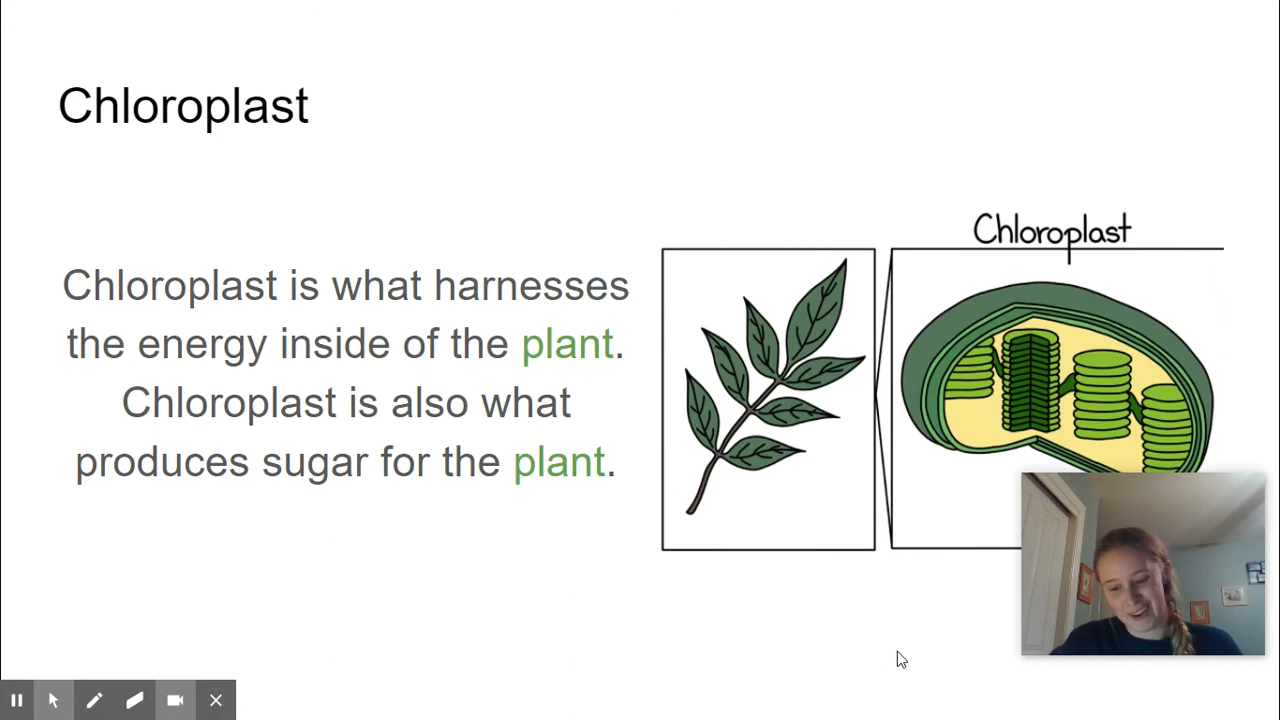 Chloroplast
Chloroplast is what harnesses
the energy inside of the plant.
Chloroplast is also what
produces sugar for the plant.
Chloroplast